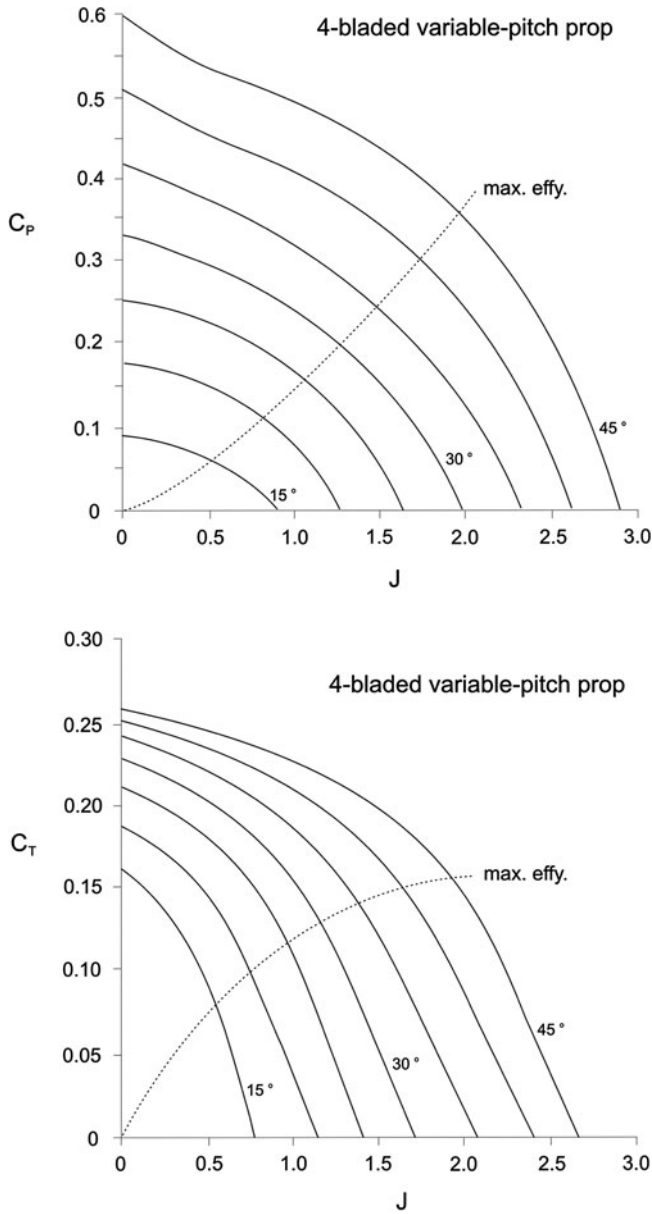 4-bladed variable-pitch prop
0.6
0.5
0.4
0.3
0.2
0.1
0
C_P
max. effy.
45 °
30 °
15 °
0 0.5 1.0 1.5 2.0 2.5 3.0
J
0.30
4-bladed variable-pitch prop
0.25
0.20
0.15
0.10
0.05
0
C_T
max. effy.
45 °
30 °
15 °
0 0.5 1.0 1.5 2.0 2.5 3.0
J